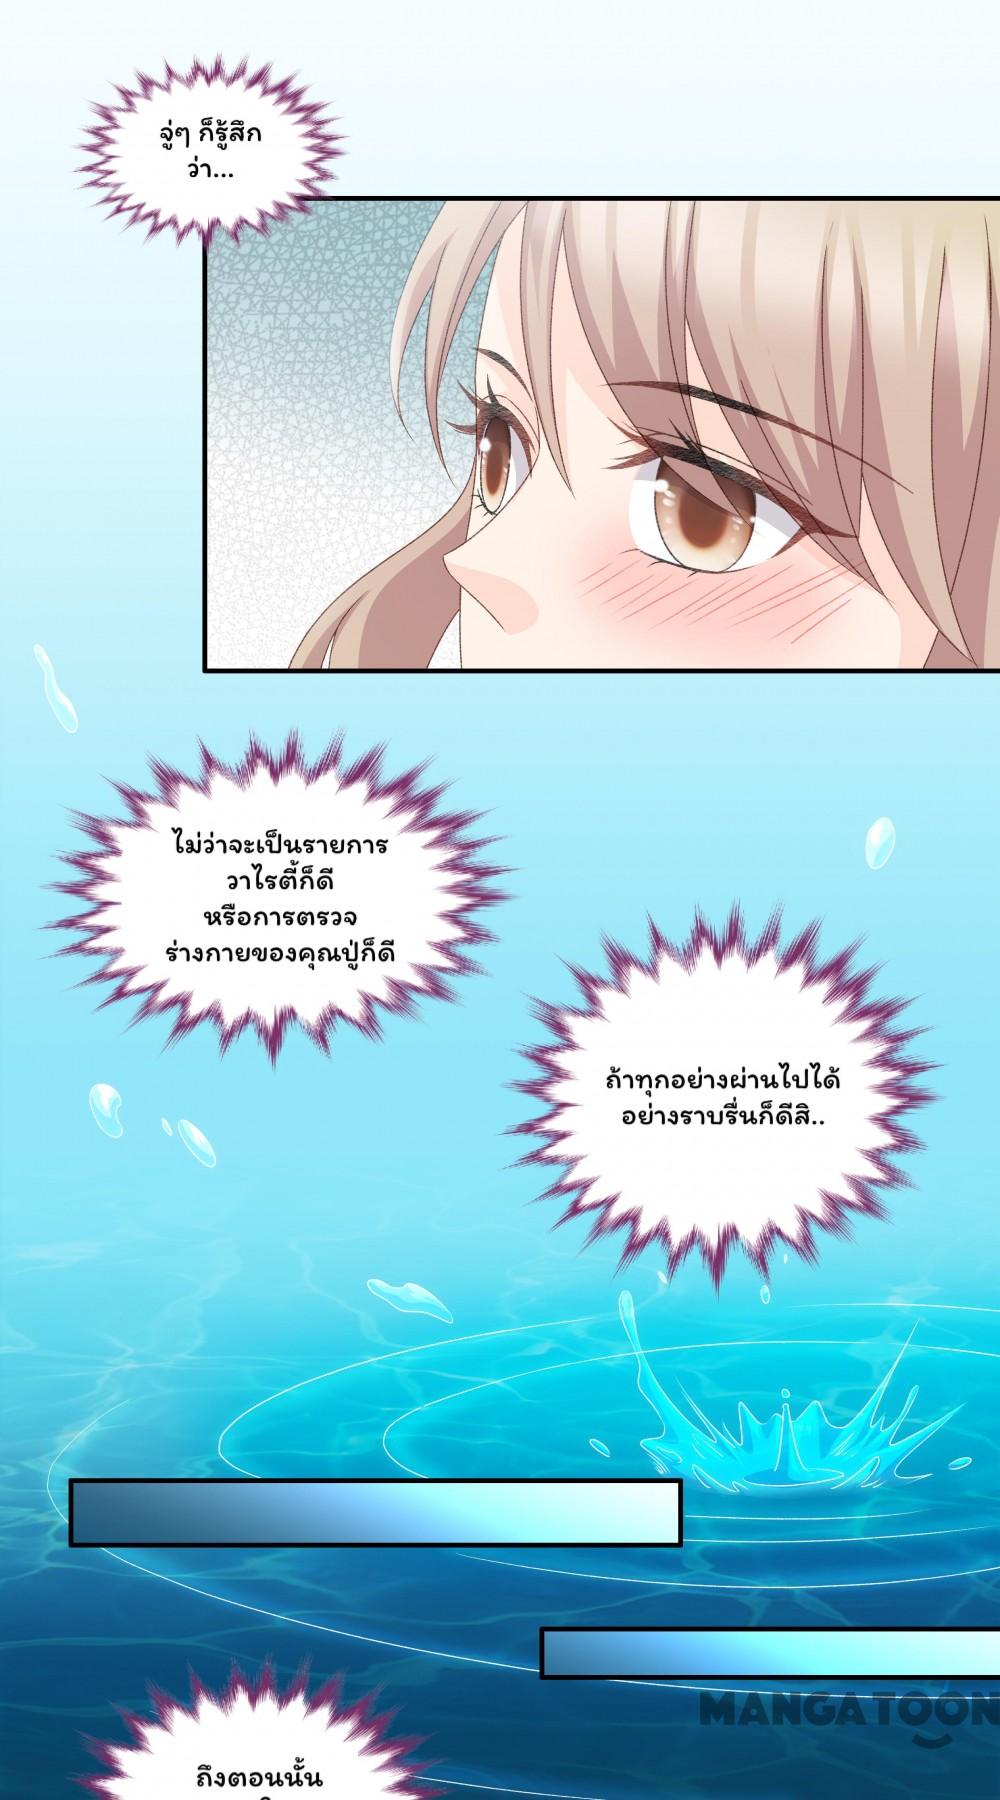 จู่ๆ ก็รู้สึก
ว่า...
ไม่ว่าจะเป็นรายการ
วาไรตี้ก็ดี
หรือการตรวจ
ร่างกายของคุณปู่ก็ดี
ถ้าทุกอย่างผ่านไปได้
อย่างราบรื่นก็ดีสิ..
MANGATOON
ถึงตอนนั้น